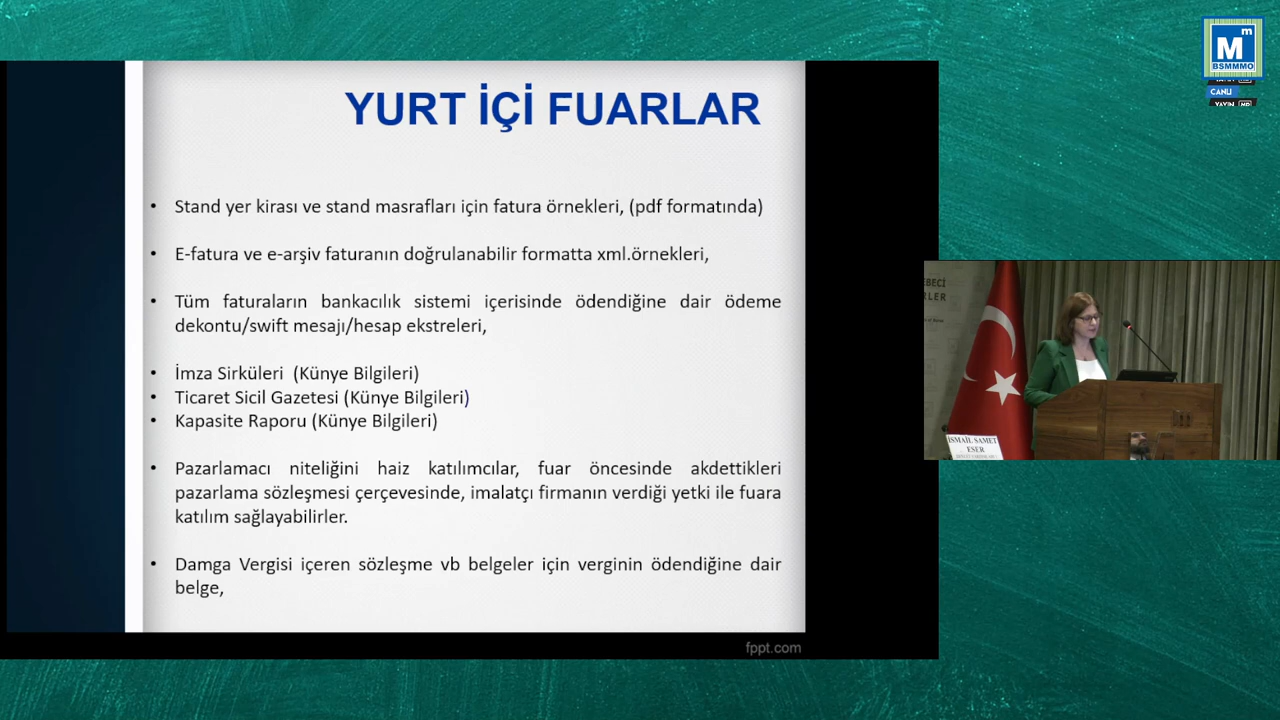 YURT İÇİ FUARLAR
• Stand yer kirası ve stand masrafları için fatura örnekleri, (pdf formatında)
• E-fatura ve e-arşiv faturanın doğrulanabilir formatta xml.örnekleri,
• Tüm faturaların bankacılık sistemi içerisinde ödendiğine dair ödeme
dekontu/swift mesajı/hesap ekstreleri,
• İmza Sirküleri (Künye Bilgileri)
• Ticaret Sicil Gazetesi (Künye Bilgileri)
• Kapasite Raporu (Künye Bilgileri)
• Pazarlamacı niteliğini haiz katılımcılar, fuar öncesinde akdettikleri
pazarlama sözleşmesi çerçevesinde, imalatçı firmanın verdiği yetki ile fuara
katılım sağlayabilirler.
• Damga Vergisi içeren sözleşme vb belgeler için verginin ödendiğine dair
belge,
fppt.com
Mm
BSMMMO
CANLI
EBECİ
LER
İSMAİL SAMET
ESER